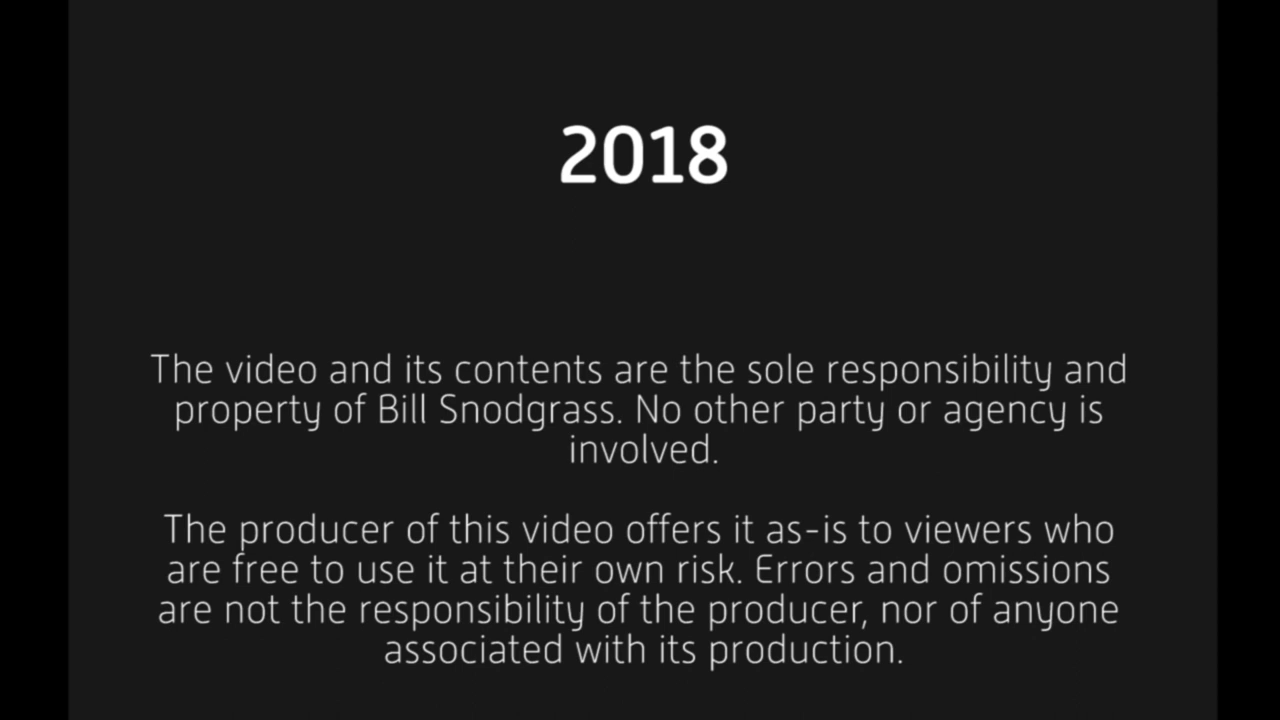 2018
The video and its contents are the sole responsibility and
property of Bill Snodgrass. No other party or agency is
involved.
The producer of this video offers it as-is to viewers who
are free to use it at their own risk. Errors and omissions
are not the responsibility of the producer, nor of anyone
associated with its production.